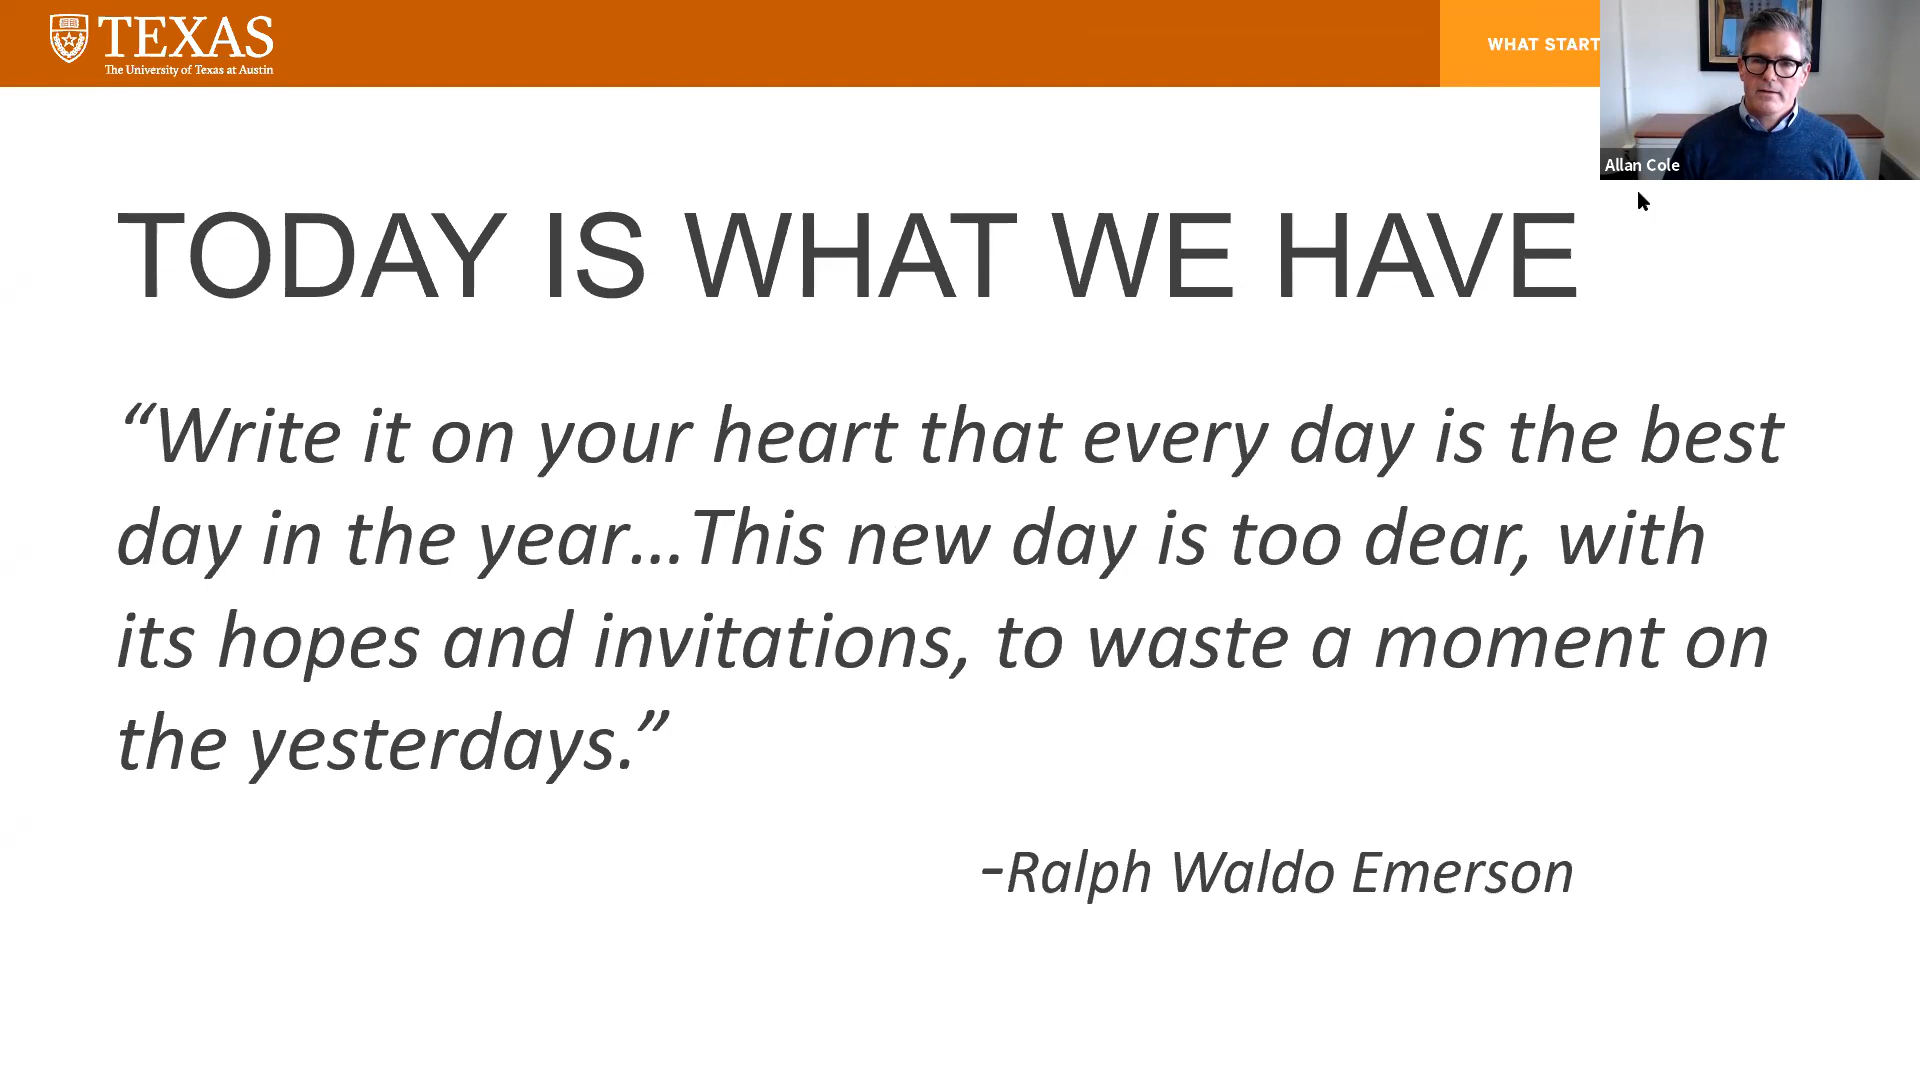 TEXAS
The University of Texas at Austin
WHAT START
Allan Cole
TODAY IS WHAT WE HAVE
“Write it on your heart that every day is the best
day in the year...This new day is too dear, with
its hopes and invitations, to waste a moment on
the yesterdays.”
-Ralph Waldo Emerson